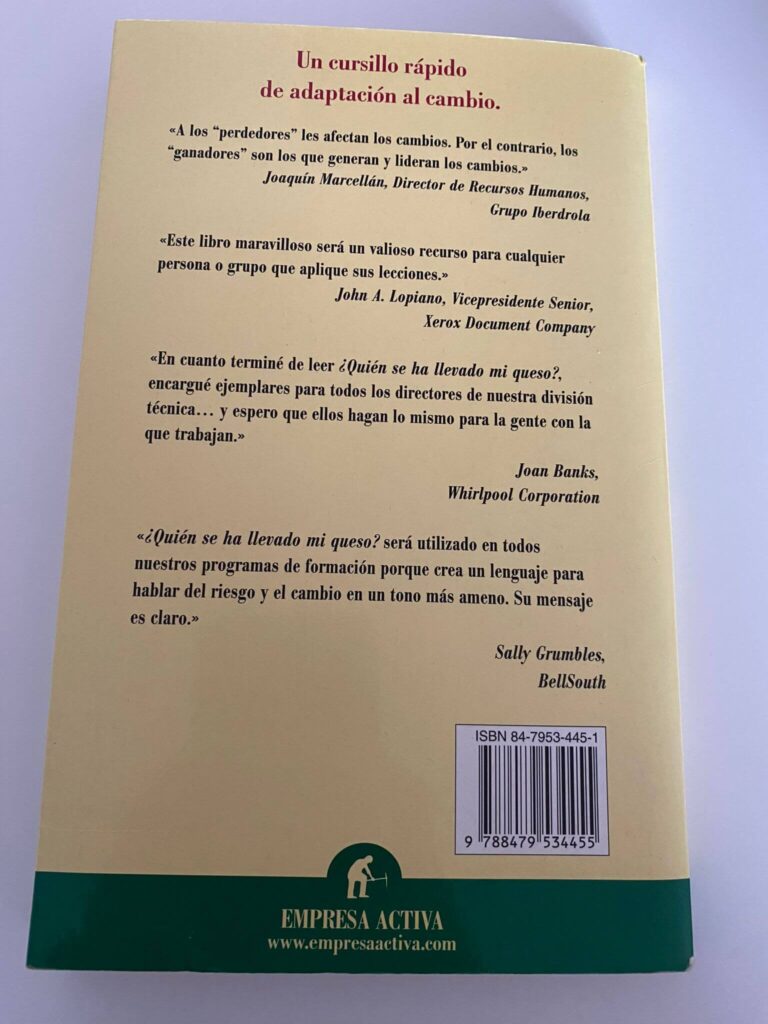 Un cursillo rápido
de adaptación al cambio.
«A los “perdedores” les afectan los cambios. Por el contrario, los
“ganadores” son los que generan y lideran los cambios.»
Joaquín Marcellán, Director de Recursos Humanos,
Grupo Iberdrola
«Este libro maravilloso será un valioso recurso para cualquier
persona o grupo que aplique sus lecciones.»
John A. Lopiano, Vicepresidente Senior,
Xerox Document Company
«En cuanto terminé de leer ¿Quién se ha llevado mi queso?,
encargué ejemplares para todos los directores de nuestra división
técnica… y espero que ellos hagan lo mismo para la gente con la
que trabajan.»
Joan Banks,
Whirlpool Corporation
«¿Quién se ha llevado mi queso? será utilizado en todos
nuestros programas de formación porque crea un lenguaje para
hablar del riesgo y el cambio en un tono más ameno. Su mensaje
es claro.»
Sally Grumbles,
BellSouth
ISBN 84-7953-445-1
9 788479 534455
EMPRESA ACTIVA
www.empresaactiva.com